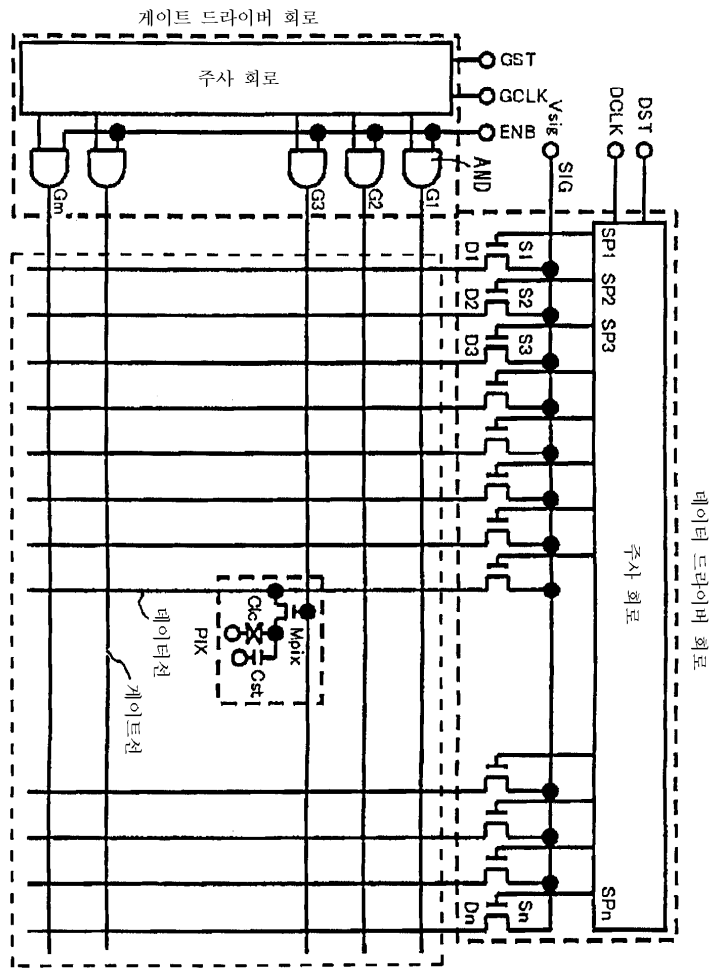 게이트 드라이버 회로
주사 회로
GST
GCLK
ENB
AND
Gm
G3
G2
G1
Vsig
SIG
DCLK
DST
D1
S1
SP1
D2
S2
SP2
D3
S3
SP3
주사 회로
데이터 드라이버 회로
Clc
Mpix
Cst
PIX
데이터선
게이트선
Dn
Sn
SPn